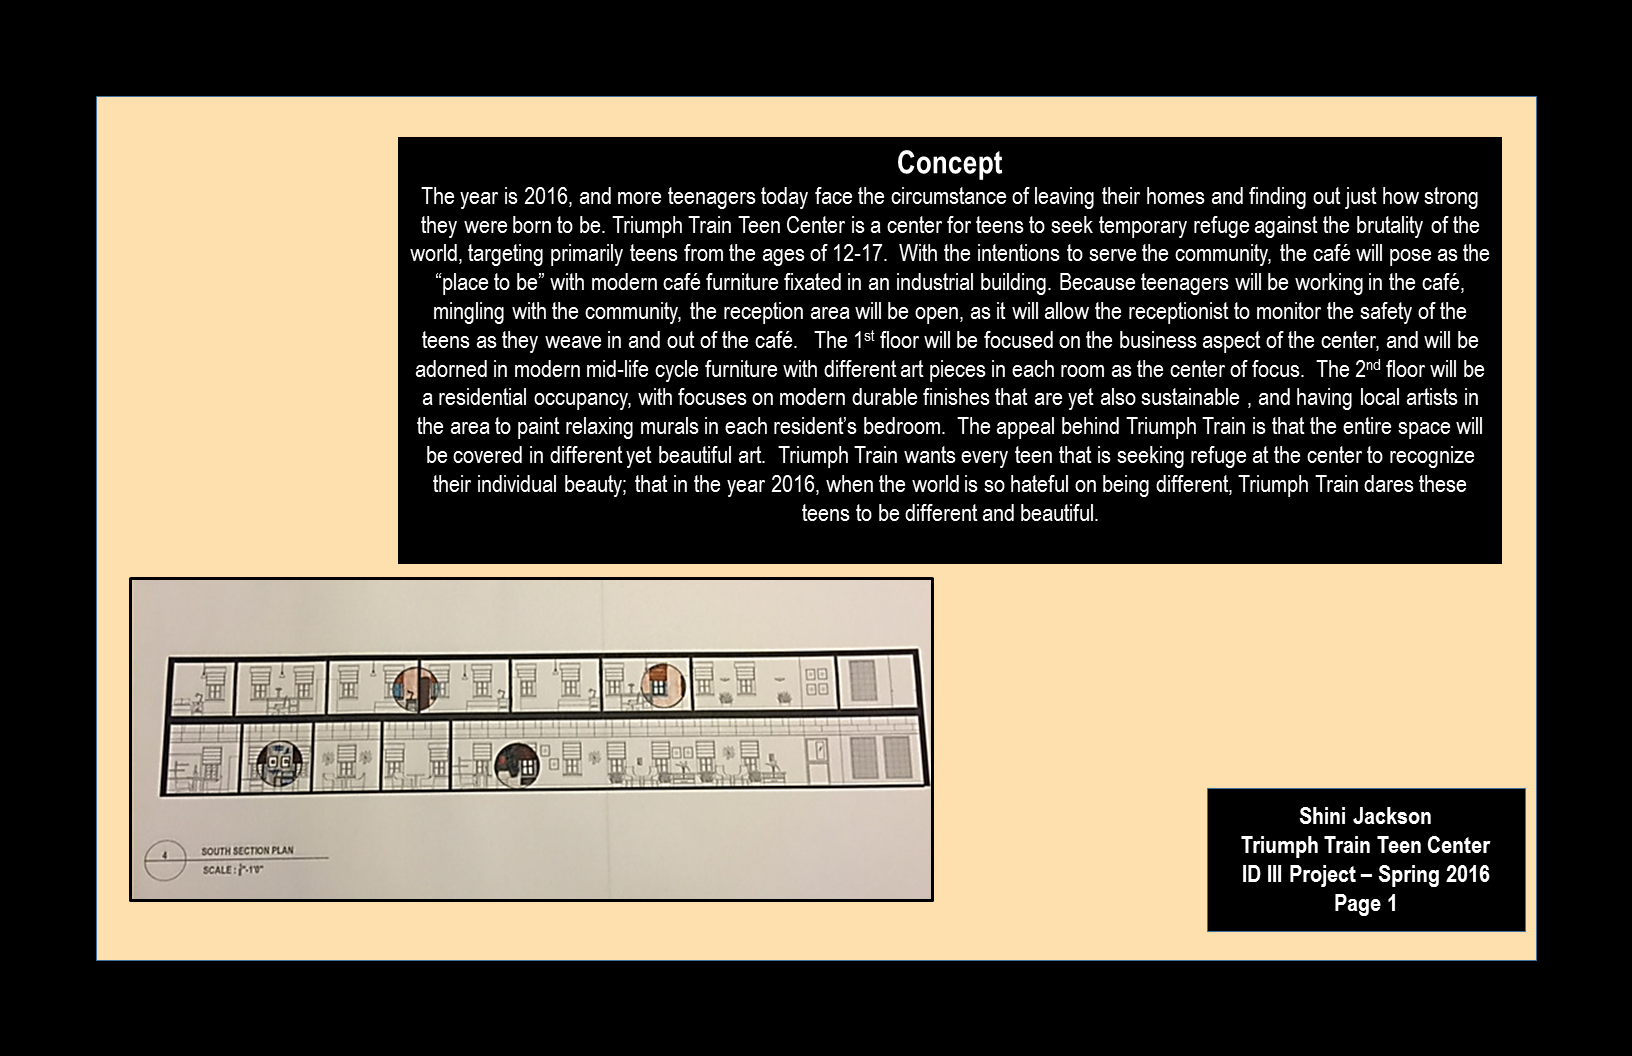 Concept
The year is 2016, and more teenagers today face the circumstance of leaving their homes and finding out just how strong
they were born to be. Triumph Train Teen Center is a center for teens to seek temporary refuge against the brutality of the
world, targeting primarily teens from the ages of 12-17.  With the intentions to serve the community, the café will pose as the
“place to be” with modern café furniture fixated in an industrial building. Because teenagers will be working in the café,
mingling with the community, the reception area will be open, as it will allow the receptionist to monitor the safety of the
teens as they weave in and out of the café.   The 1st floor will be focused on the business aspect of the center, and will be
adorned in modern mid-life cycle furniture with different art pieces in each room as the center of focus.  The 2nd floor will be
a residential occupancy, with focuses on modern durable finishes that are yet also sustainable , and having local artists in
the area to paint relaxing murals in each resident’s bedroom.  The appeal behind Triumph Train is that the entire space will
be covered in different yet beautiful art.  Triumph Train wants every teen that is seeking refuge at the center to recognize
their individual beauty; that in the year 2016, when the world is so hateful on being different, Triumph Train dares these
teens to be different and beautiful.
4
SOUTH SECTION PLAN
SCALE :
Shini Jackson
Triumph Train Teen Center
ID III Project – Spring 2016
Page 1